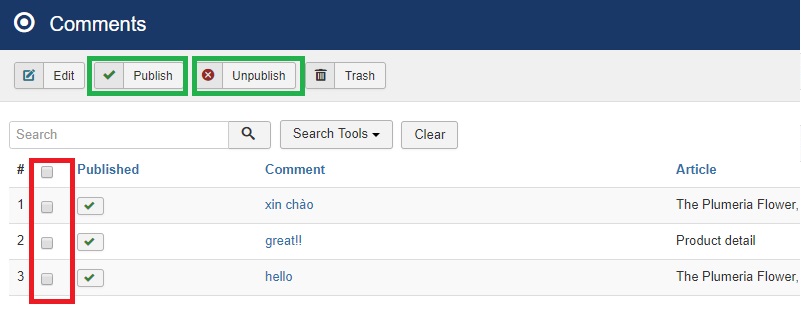 Comments
Edit Publish Unpublish Trash
Search Search Tools Clear
# Published Comment Article
1 xin chào The Plumeria Flower,
2 great!! Product detail
3 hello The Plumeria Flower,